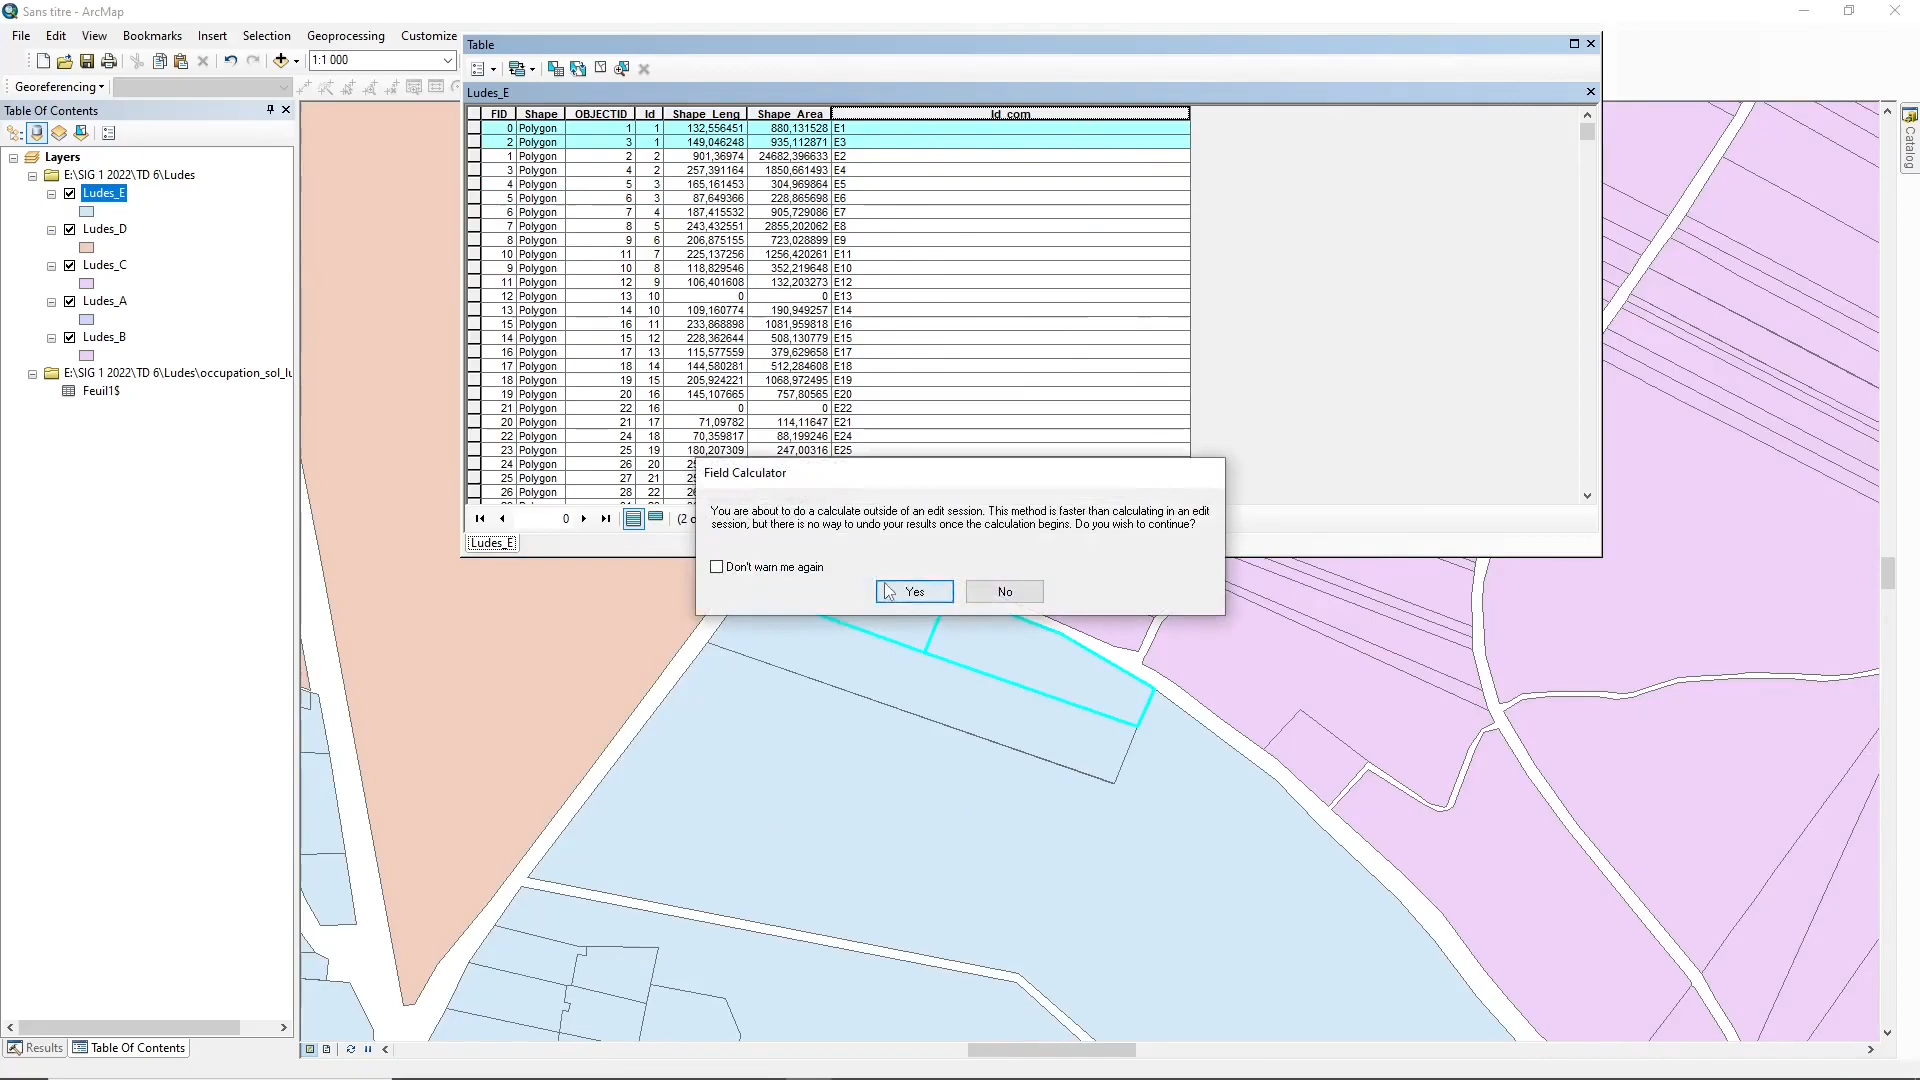 Sans titre - ArcMap
File Edit View Bookmarks Insert Selection Geoprocessing Customize
1:1 000
Georeferencing
Table Of Contents
Layers
E:\SIG 1 2022\TD 6\Ludes
Ludes_E
Ludes_D
Ludes_C
Ludes_A
Ludes_B
E:\SIG 1 2022\TD 6\Ludes\occupation_sol_lu
Feuil1$
Results Table Of Contents
Table
Ludes_E
FID Shape OBJECTID Id Shape_Leng Shape_Area Id_com
0 Polygon 1 1 132,556451 880,131528 E1
2 Polygon 3 1 149,046248 935,112871 E3
1 Polygon 2 2 901,36974 24682,396633 E2
3 Polygon 4 2 257,391164 1850,661493 E4
4 Polygon 5 3 165,161453 304,969864 E5
5 Polygon 6 3 87,649366 228,865698 E6
6 Polygon 7 4 187,415532 905,729086 E7
7 Polygon 8 5 243,432551 2855,202062 E8
8 Polygon 9 6 206,875155 723,028899 E9
10 Polygon 11 7 225,137256 1256,420261 E11
9 Polygon 10 8 118,829546 352,219648 E10
11 Polygon 12 9 106,401608 132,203273 E12
12 Polygon 13 10 0 0 E13
13 Polygon 14 10 109,160774 190,949257 E14
15 Polygon 16 11 233,868898 1081,959818 E16
14 Polygon 15 12 228,362644 508,130779 E15
16 Polygon 17 13 115,577559 379,629658 E17
17 Polygon 18 14 144,580281 512,284608 E18
18 Polygon 19 15 205,924221 1068,972495 E19
19 Polygon 20 16 145,107665 757,80565 E20
21 Polygon 22 16 0 0 E22
20 Polygon 21 17 71,09782 114,11647 E21
22 Polygon 24 18 70,359817 88,199246 E24
23 Polygon 25 19 180,207309 247,00316 E25
24 Polygon 26 20
25 Polygon 27 21
26 Polygon 28 22
0 (2 o
Ludes_E
Field Calculator
You are about to do a calculate outside of an edit session. This method is faster than calculating in an edit
session, but there is no way to undo your results once the calculation begins. Do you wish to continue?
Don't warn me again
Yes No
Catalog